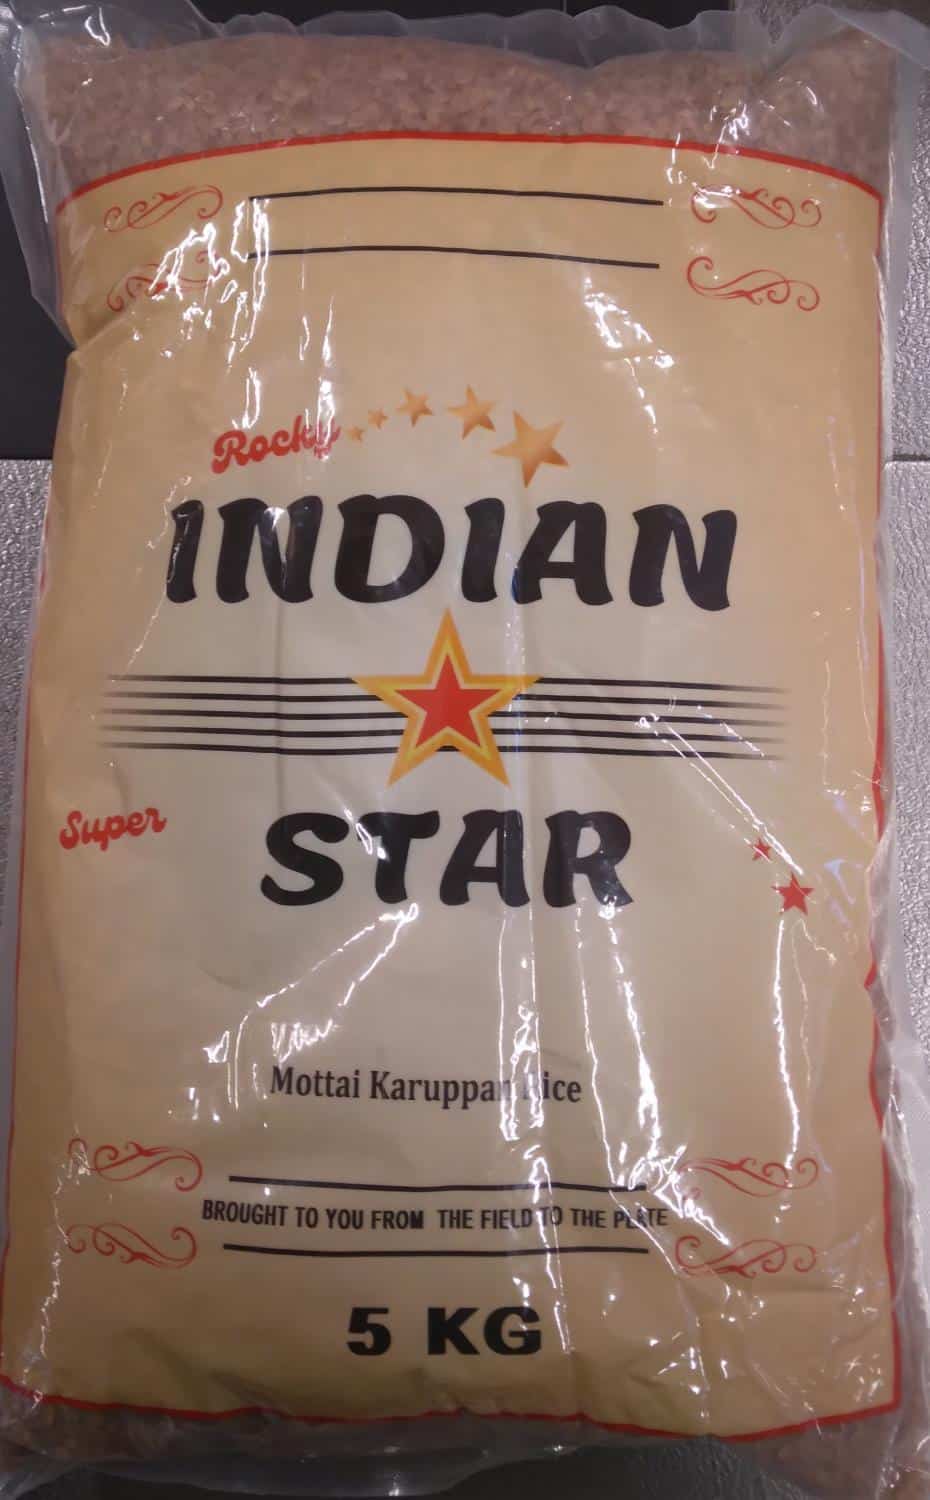 Rocky
INDIAN
Super
STAR
Mottai Karuppan Rice
BROUGHT TO YOU FROM THE FIELD TO THE PLATE
5 KG